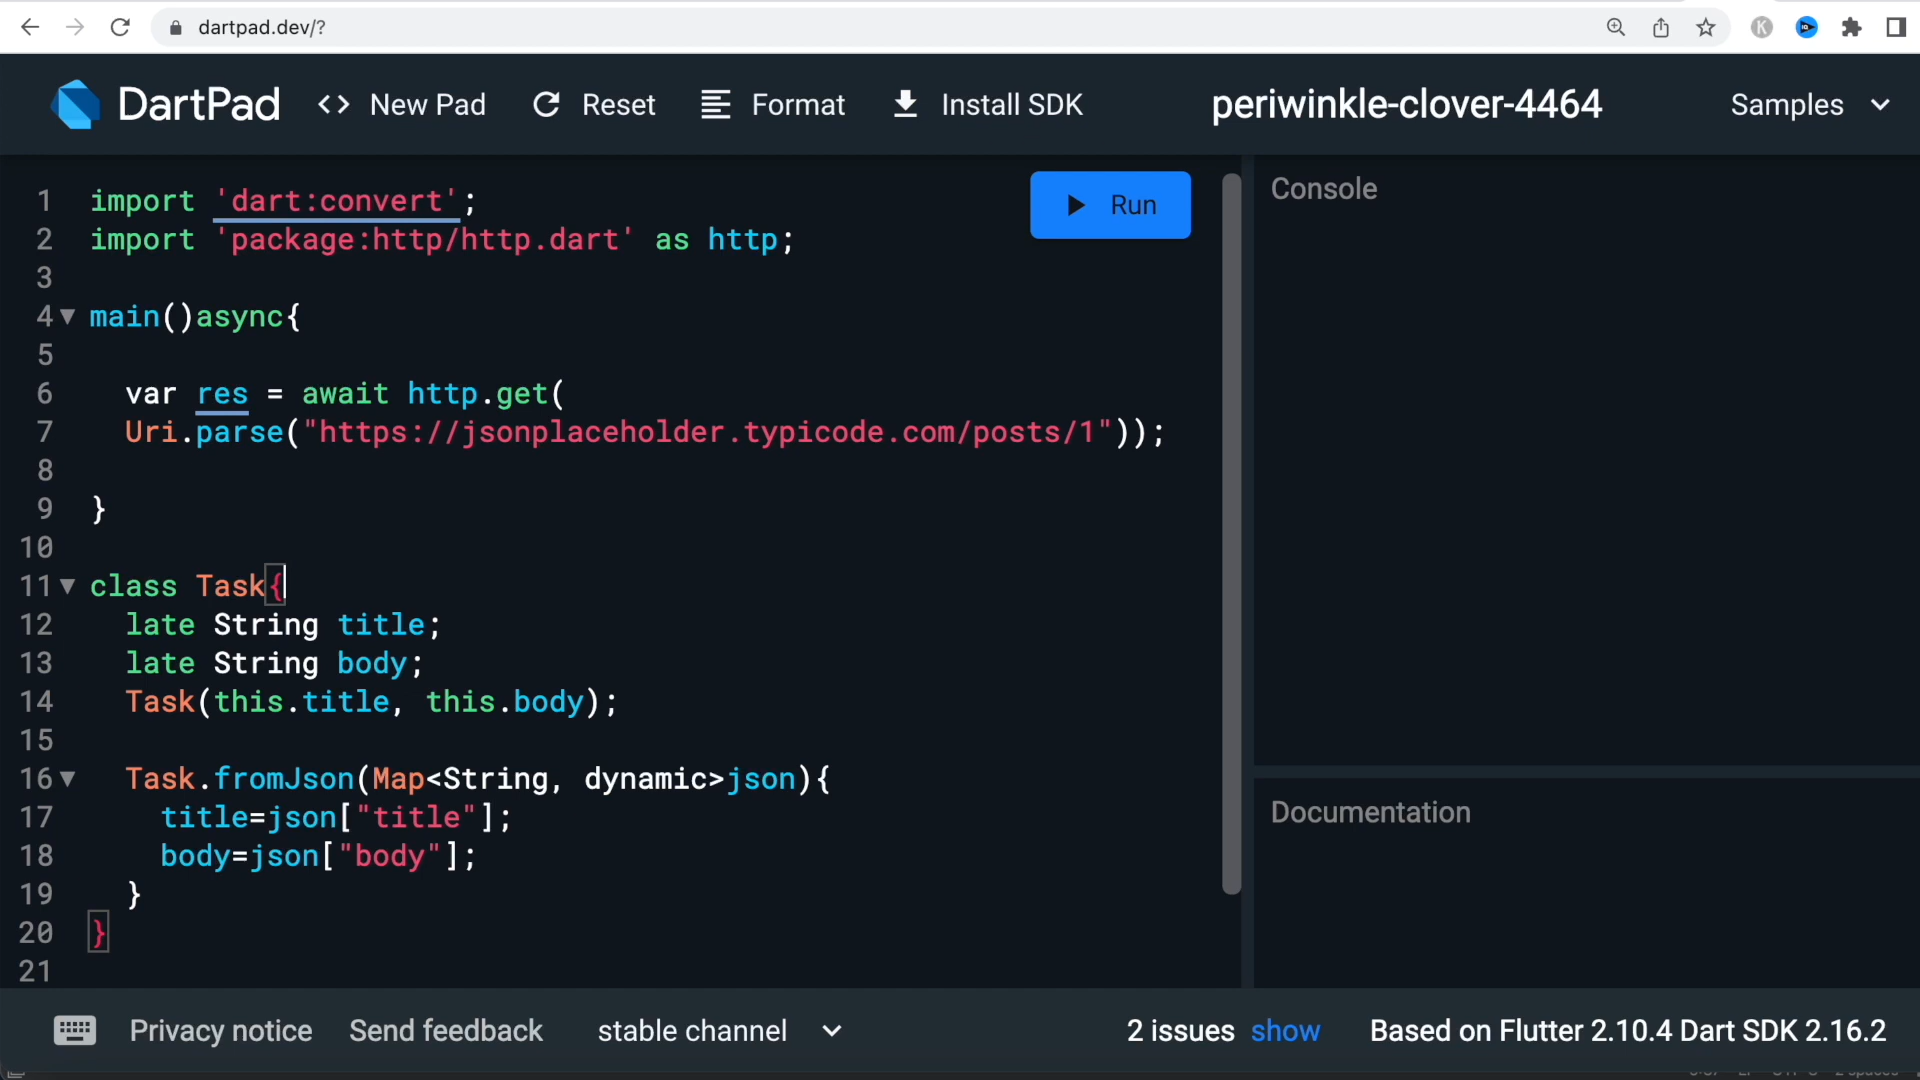 dartpad.dev/?
DartPad <> New Pad Reset Format Install SDK periwinkle-clover-4464 Samples
1 import 'dart:convert';
2 import 'package:http/http.dart' as http;
3
4 main()async{
5
6 var res = await http.get(
7 Uri.parse("https://jsonplaceholder.typicode.com/posts/1"));
8
9 }
10
11 class Task{
12 late String title;
13 late String body;
14 Task(this.title, this.body);
15
16 Task.fromJson(Map<String, dynamic>json){
17 title=json["title"];
18 body=json["body"];
19 }
20 }
21
Run
Console
Documentation
Privacy notice Send feedback stable channel 2 issues show Based on Flutter 2.10.4 Dart SDK 2.16.2